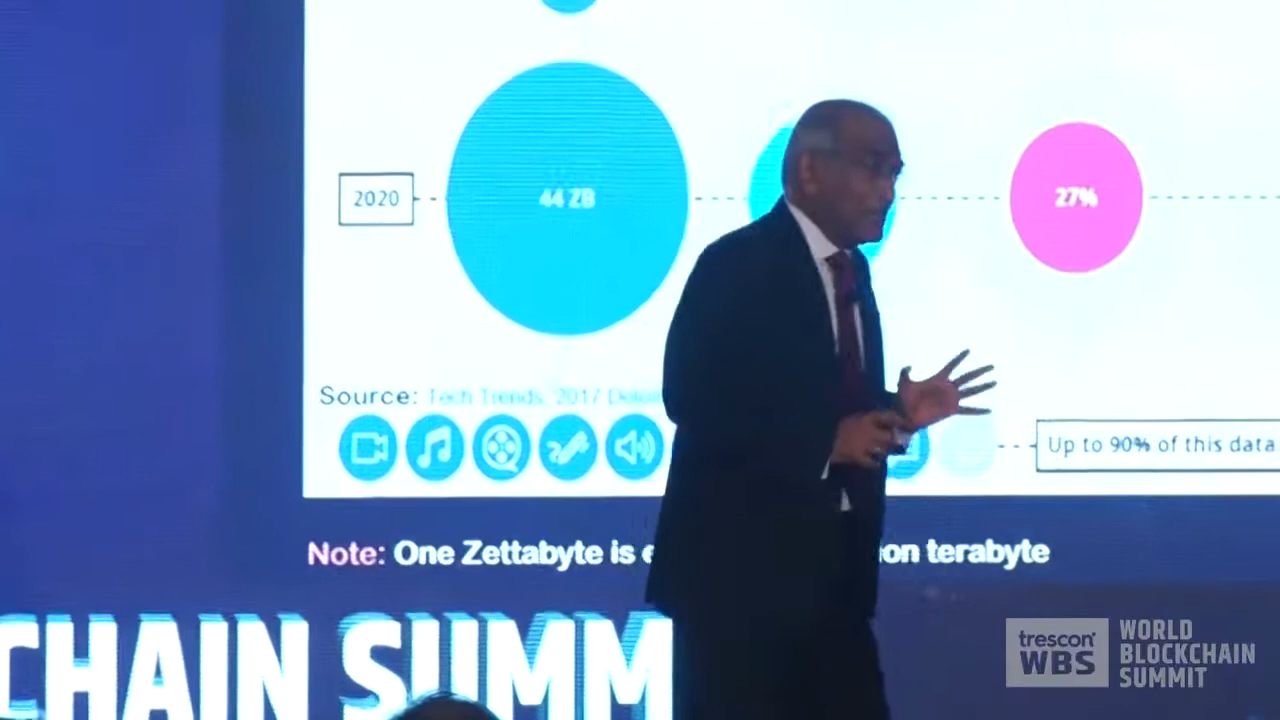 2020
44 ZB
27%
Source: Tech Trends, 2017
Up to 90% of this data
Note: One Zettabyte is
terabyte
CHAIN SUMM
trescon
WBS
WORLD
BLOCKCHAIN
SUMMIT